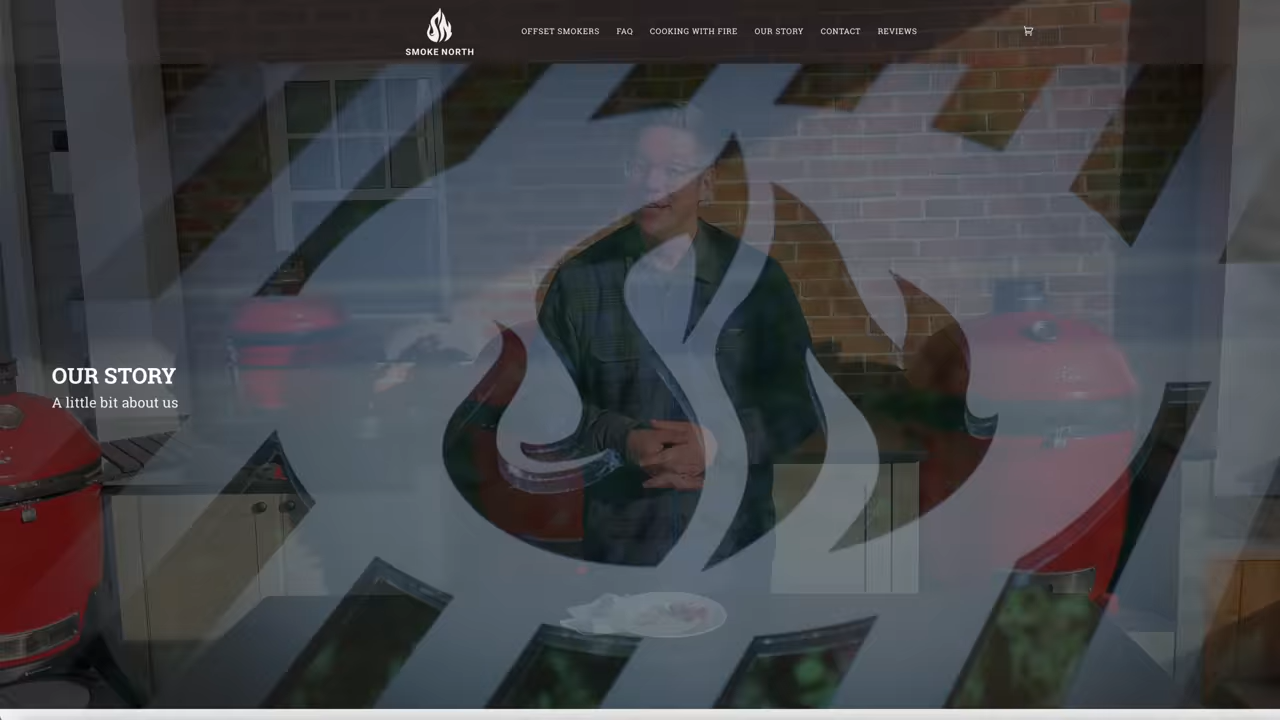 SMOKE NORTH
OFFSET SMOKERS FAQ COOKING WITH FIRE OUR STORY CONTACT REVIEWS
OUR STORY
A little bit about us